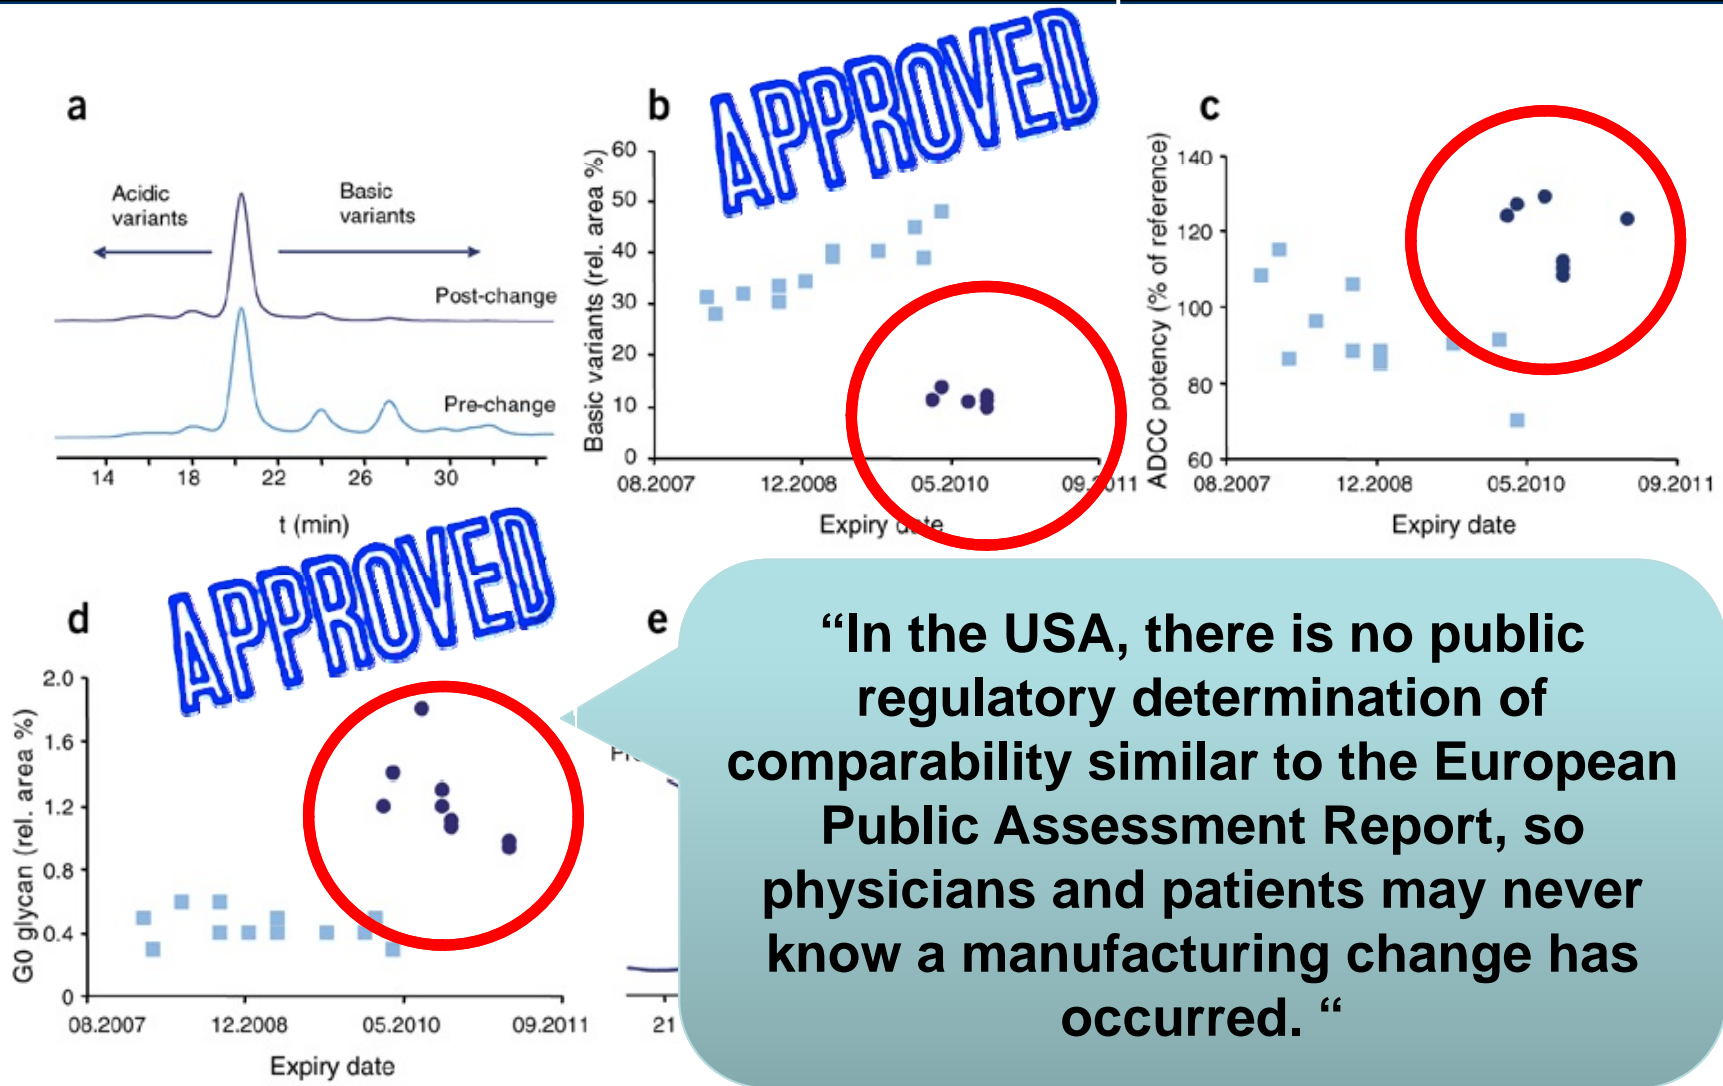 APPROVED
a
Acidic
variants
Basic
variants
Post-change
Pre-change
14 18 22 26 30
t (min)
b
Basic variants (rel. area %)
60
50
40
30
20
10
0
08.2007 12.2008 05.2010 09.2011
Expiry date
c
ADCC potency (% of reference)
140
120
100
80
60
08.2007 12.2008 05.2010 09.2011
Expiry date
APPROVED
d
G0 glycan (rel. area %)
2.0
1.6
1.2
0.8
0.4
0
08.2007 12.2008 05.2010 09.2011
Expiry date
e
21
“In the USA, there is no public
regulatory determination of
comparability similar to the European
Public Assessment Report, so
physicians and patients may never
know a manufacturing change has
occurred. “